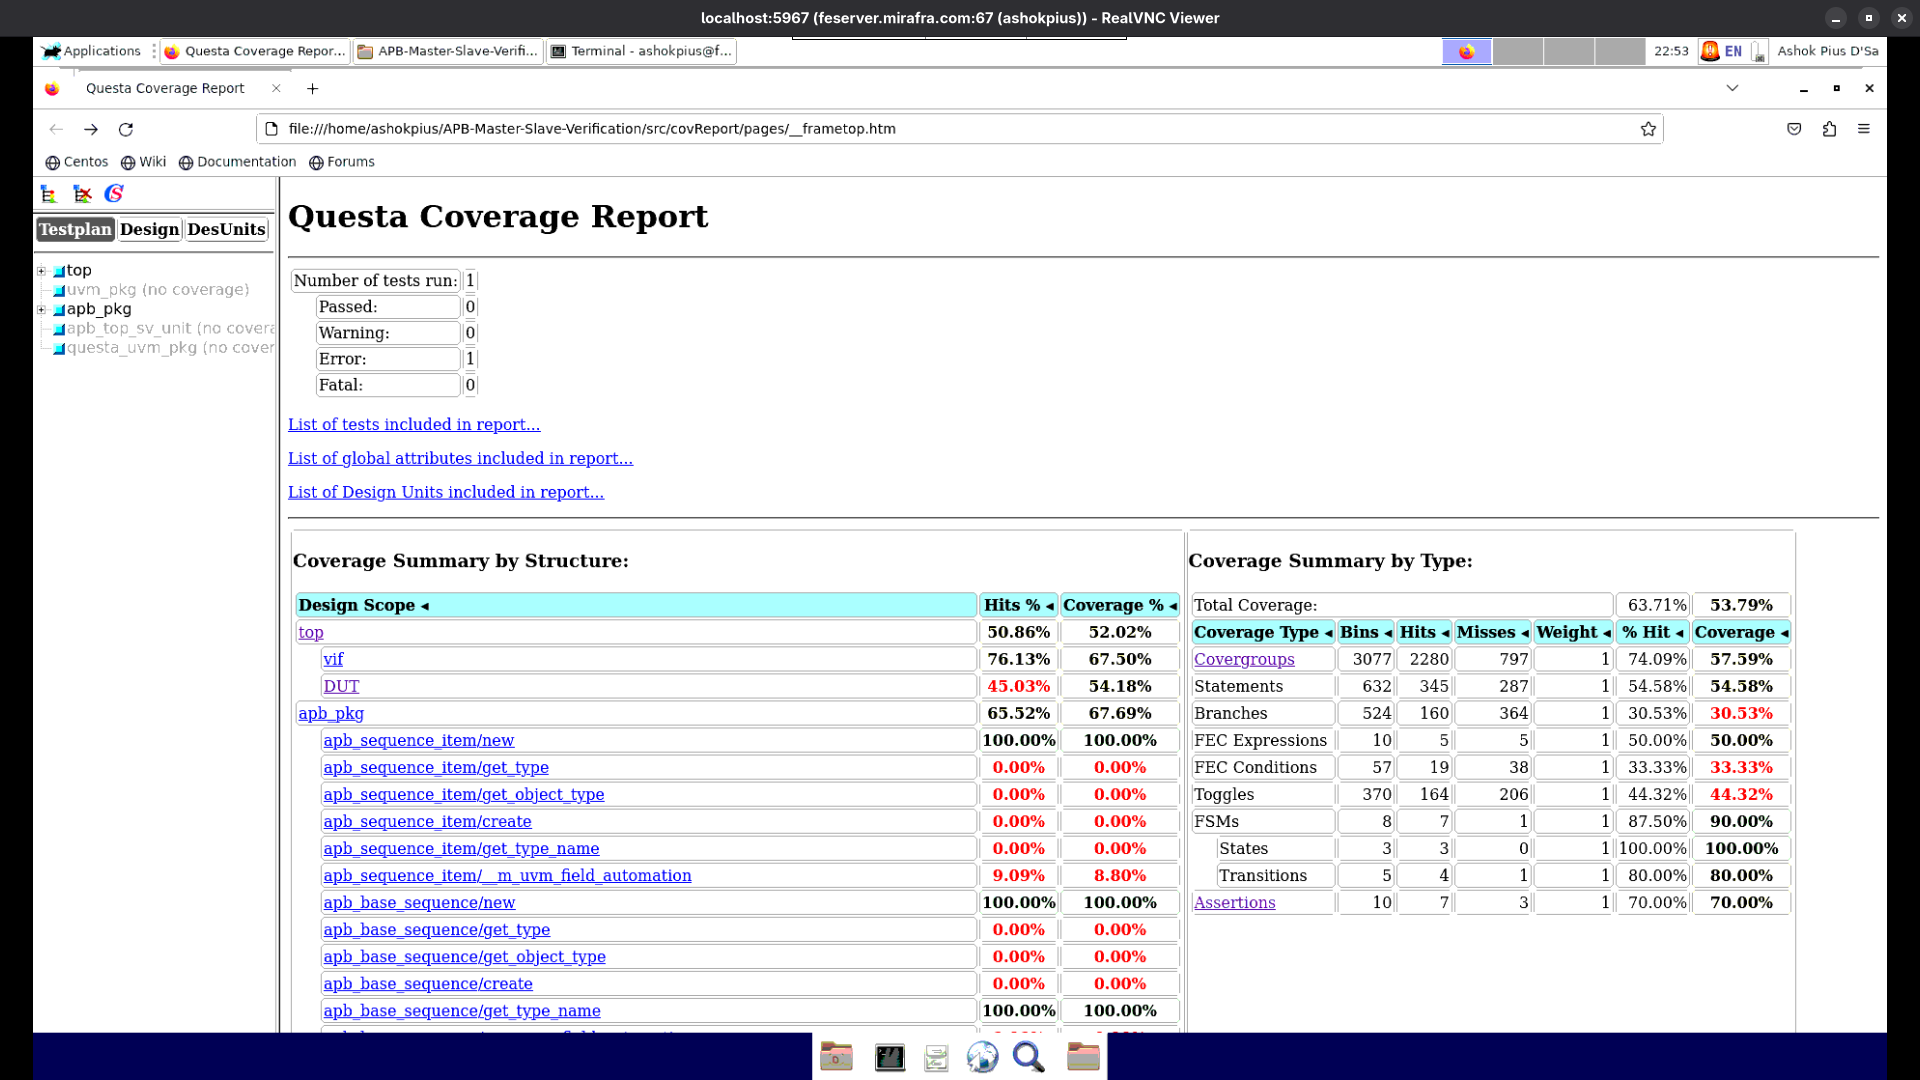 localhost:5967 (feserver.mirafra.com:67 (ashokpius)) - RealVNC Viewer
Applications
Questa Coverage Repor...
APB-Master-Slave-Verifi...
Terminal - ashokpius@f...
22:53
EN
Ashok Pius D'Sa
Questa Coverage Report
file:///home/ashokpius/APB-Master-Slave-Verification/src/covReport/pages/__frametop.htm
Centos
Wiki
Documentation
Forums
Testplan
Design
DesUnits
top
uvm_pkg (no coverage)
apb_pkg
apb_top_sv_unit (no covera
questa_uvm_pkg (no cover
Questa Coverage Report
Number of tests run: 1
Passed: 0
Warning: 0
Error: 1
Fatal: 0
List of tests included in report...
List of global attributes included in report...
List of Design Units included in report...
Coverage Summary by Structure:
Design Scope ◂ Hits % ◂ Coverage % ◂
top 50.86% 52.02%
vif 76.13% 67.50%
DUT 45.03% 54.18%
apb_pkg 65.52% 67.69%
apb_sequence_item/new 100.00% 100.00%
apb_sequence_item/get_type 0.00% 0.00%
apb_sequence_item/get_object_type 0.00% 0.00%
apb_sequence_item/create 0.00% 0.00%
apb_sequence_item/get_type_name 0.00% 0.00%
apb_sequence_item/__m_uvm_field_automation 9.09% 8.80%
apb_base_sequence/new 100.00% 100.00%
apb_base_sequence/get_type 0.00% 0.00%
apb_base_sequence/get_object_type 0.00% 0.00%
apb_base_sequence/create 0.00% 0.00%
apb_base_sequence/get_type_name 100.00% 100.00%
Coverage Summary by Type:
Total Coverage: 63.71% 53.79%
Coverage Type ◂ Bins ◂ Hits ◂ Misses ◂ Weight ◂ % Hit ◂ Coverage ◂
Covergroups 3077 2280 797 1 74.09% 57.59%
Statements 632 345 287 1 54.58% 54.58%
Branches 524 160 364 1 30.53% 30.53%
FEC Expressions 10 5 5 1 50.00% 50.00%
FEC Conditions 57 19 38 1 33.33% 33.33%
Toggles 370 164 206 1 44.32% 44.32%
FSMs 8 7 1 1 87.50% 90.00%
States 3 3 0 1 100.00% 100.00%
Transitions 5 4 1 1 80.00% 80.00%
Assertions 10 7 3 1 70.00% 70.00%